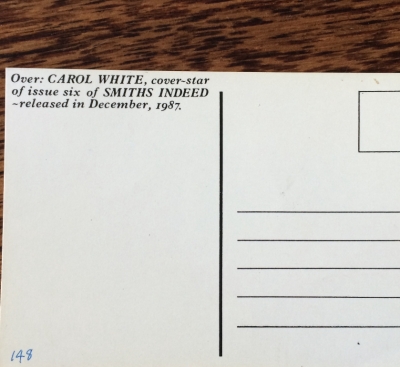 Over: CAROL WHITE, cover-star
of issue six of SMITHS INDEED
~released in December, 1987.
148